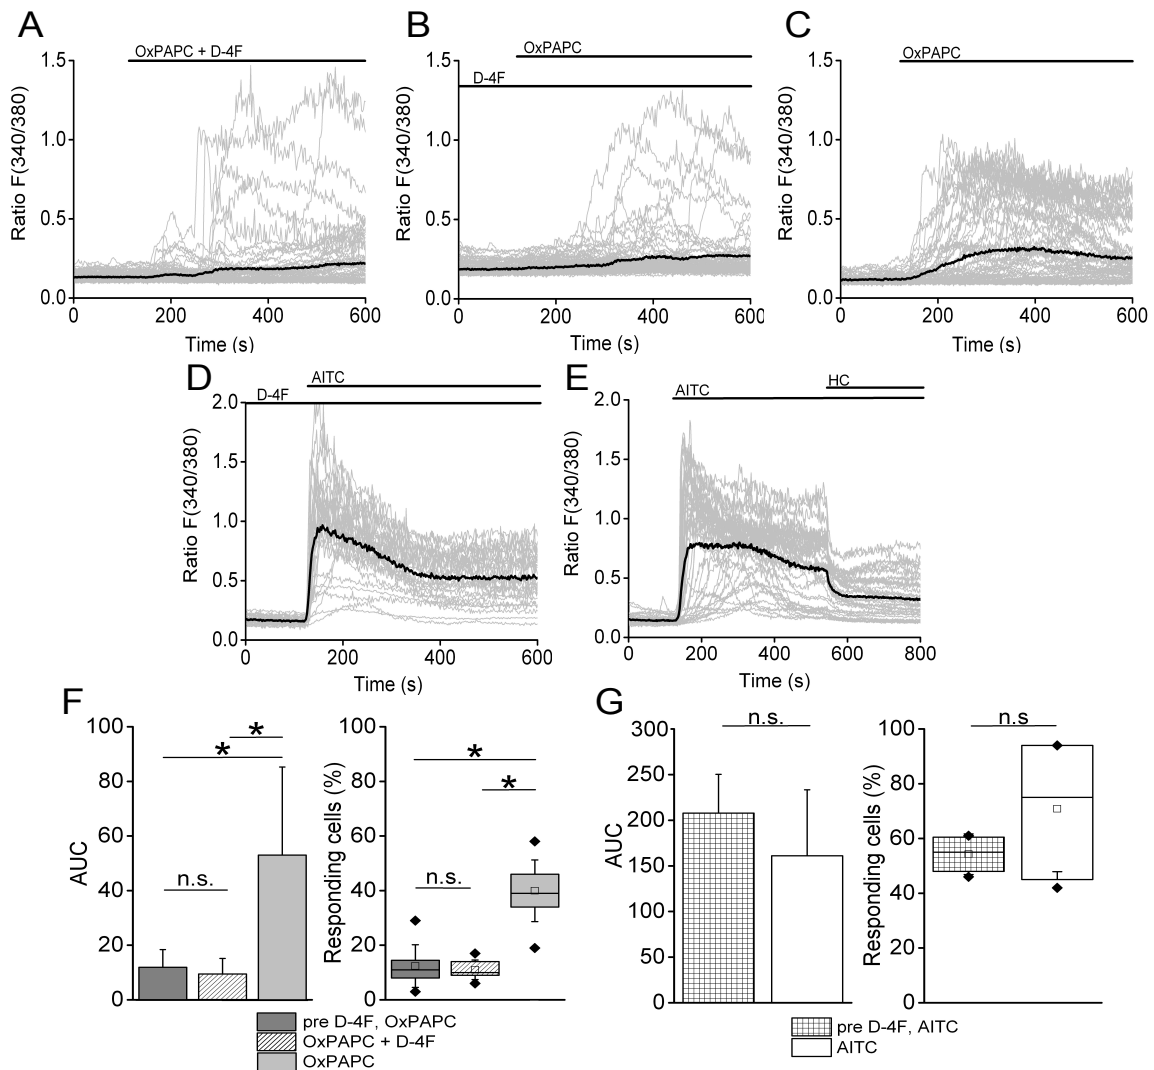 A
OxPAPC + D-4F
1.5
1.0
0.5
0.0
0
200
400
600
Ratio F(340/380)
Time (s)
B
OxPAPC
D-4F
1.5
1.0
0.5
0.0
0
200
400
600
Ratio F(340/380)
Time (s)
C
OxPAPC
1.5
1.0
0.5
0.0
0
200
400
600
Ratio F(340/380)
Time (s)
D
AITC
D-4F
2.0
1.5
1.0
0.5
0.0
0
200
400
600
Ratio F(340/380)
Time (s)
E
HC
AITC
2.0
1.5
1.0
0.5
0.0
0
200
400
600
800
Ratio F(340/380)
Time (s)
F
100
80
60
40
20
0
AUC
*
*
n.s.
100
80
60
40
20
0
Responding cells (%)
*
*
n.s.
pre D-4F, OxPAPC
OxPAPC + D-4F
OxPAPC
G
300
250
200
150
100
50
0
AUC
n.s.
100
80
60
40
20
0
Responding cells (%)
n.s
pre D-4F, AITC
AITC